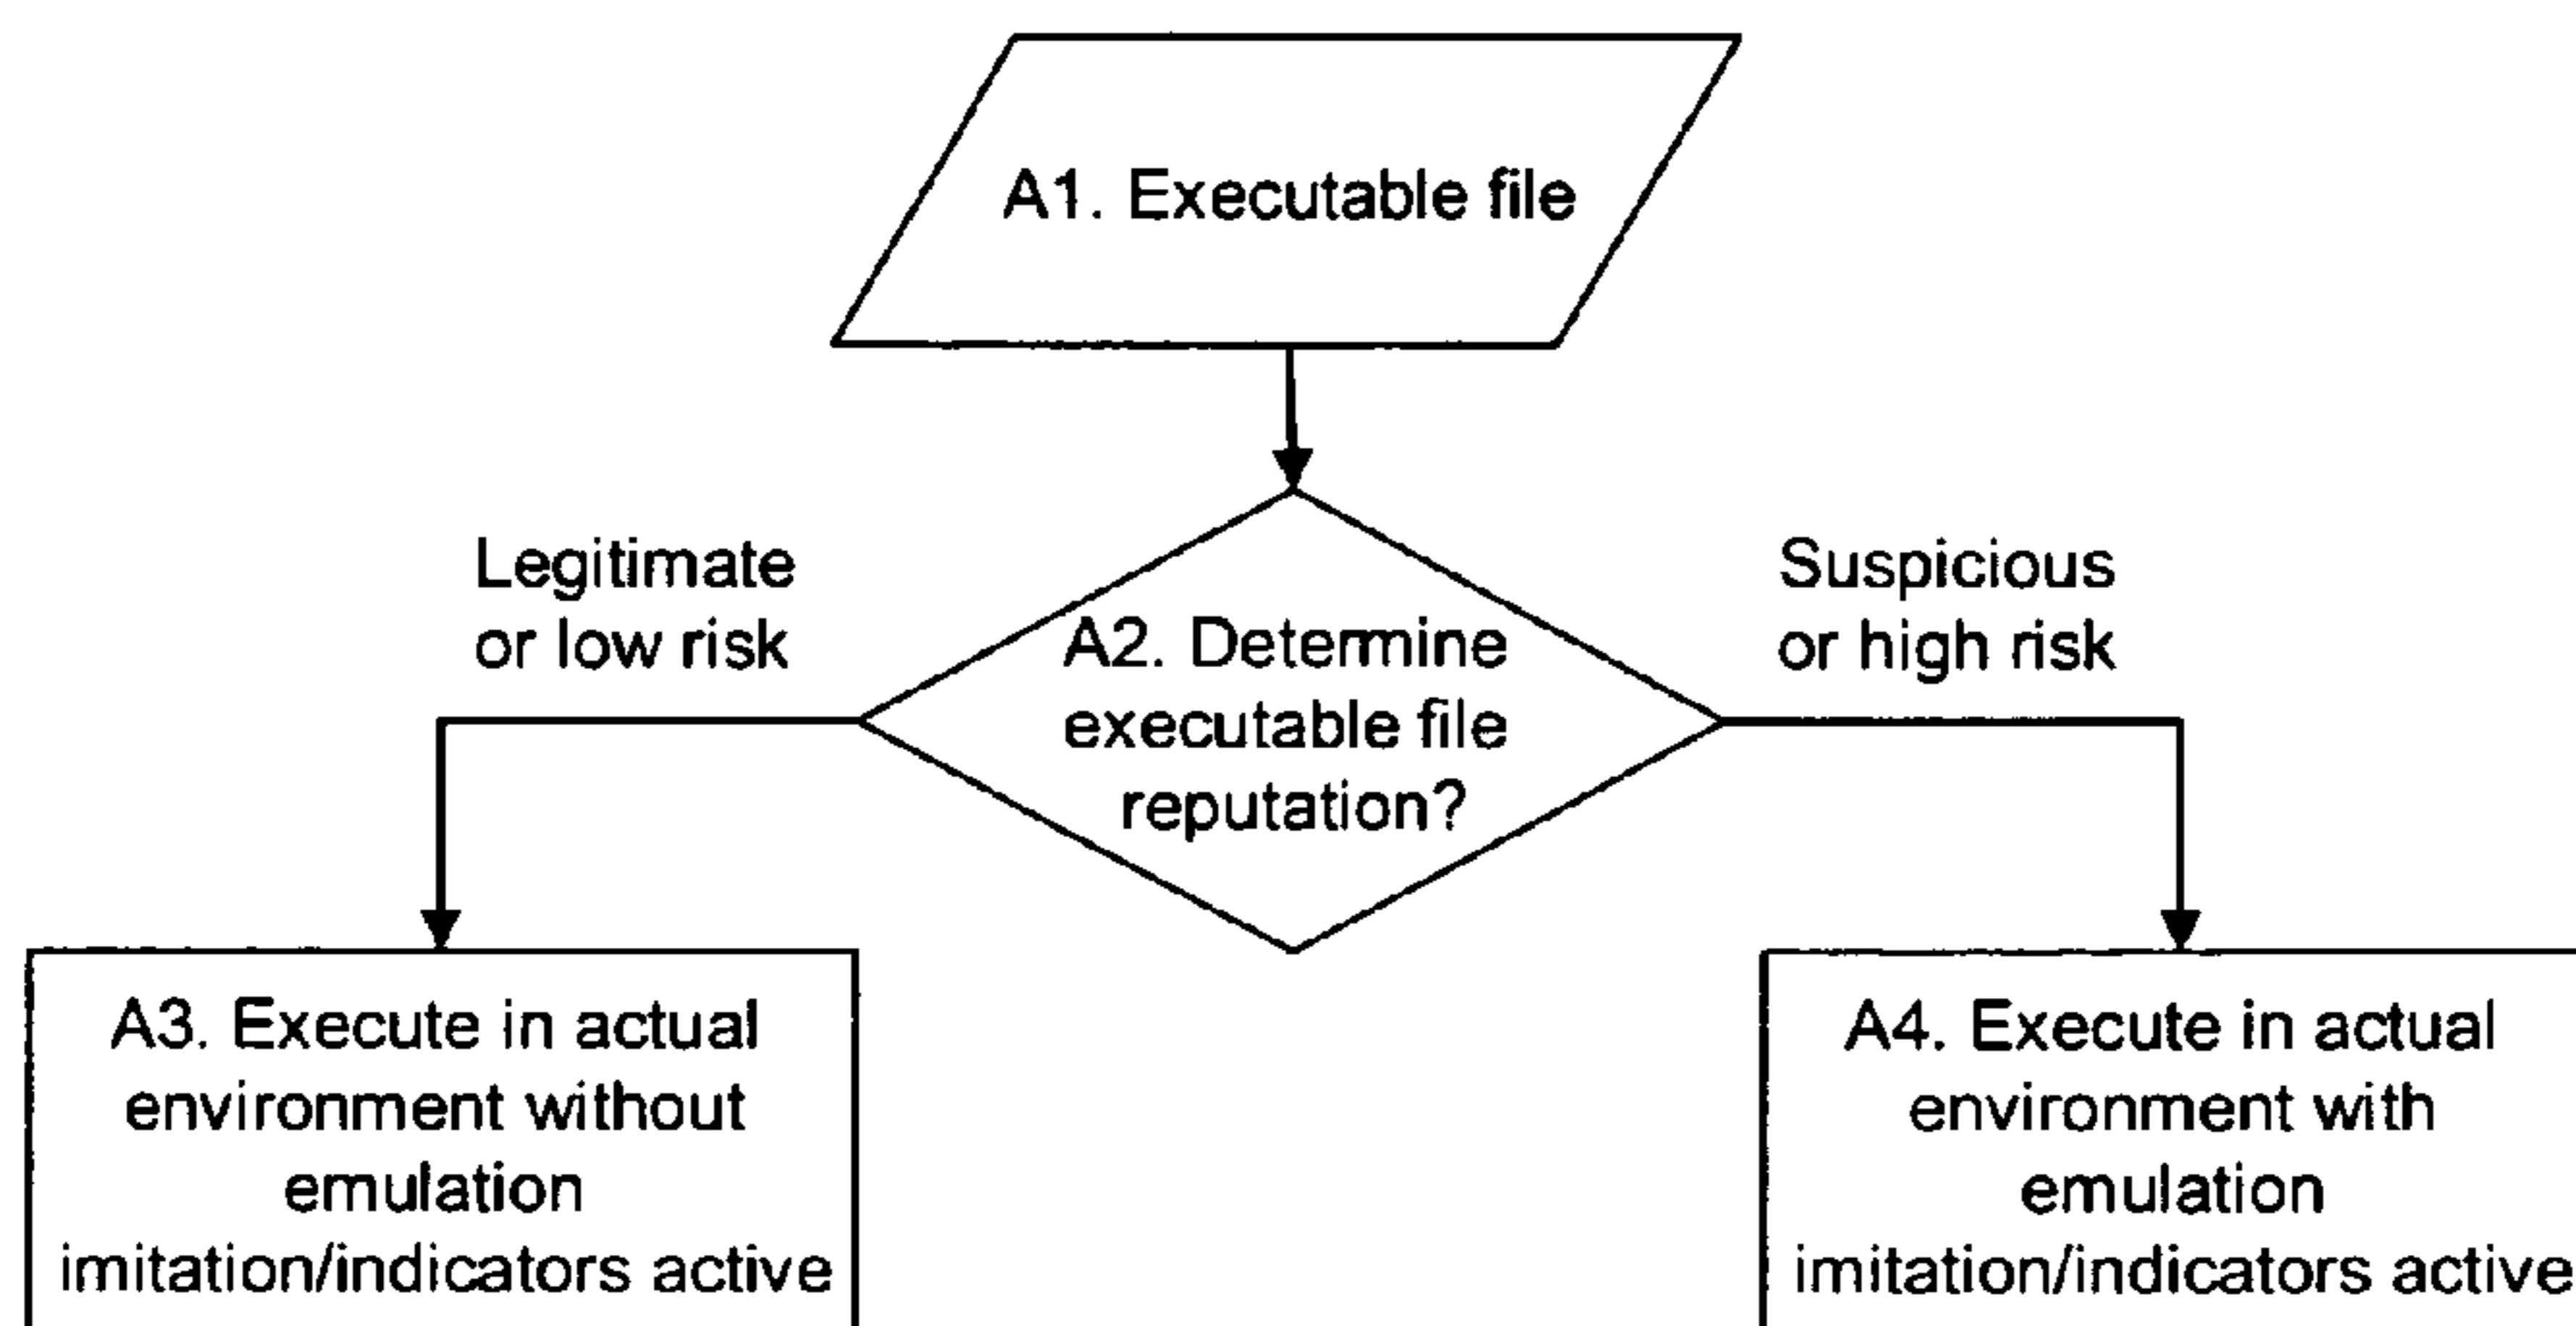 A1. Executable file
Legitimate
or low risk
Suspicious
or high risk
A2. Determine
executable file
reputation?
A3. Execute in actual
environment without
emulation
imitation/indicators active
A4. Execute in actual
environment with
emulation
imitation/indicators active